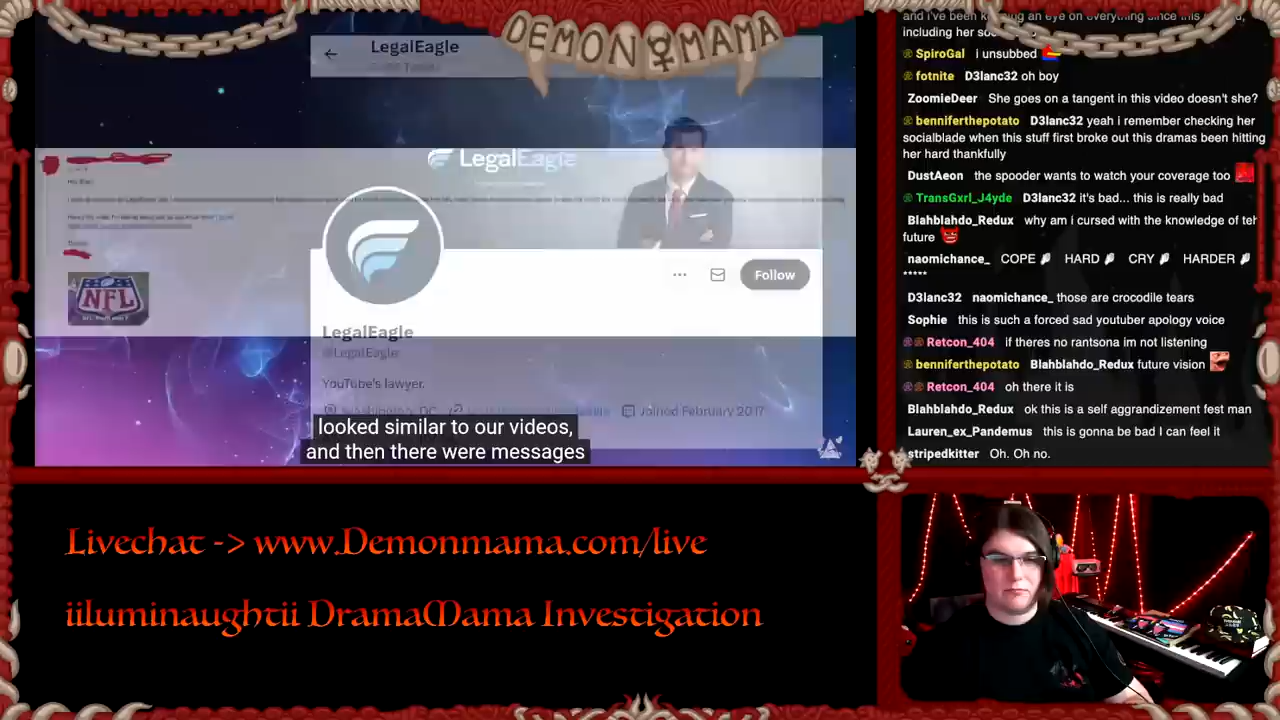 DEMON MAMA
LegalEagle
LegalEagle
Follow
NFL
LegalEagle
@LegalEagle
YouTube's lawyer.
Joined February 2017
looked similar to our videos,
and then there were messages
Livechat -> www.Demonmama.com/live
iiluminaughtii DramaMama Investigation
including her
SpiroGal i unsubbed
fotnite D3lanc32 oh boy
ZoomieDeer She goes on a tangent in this video doesn't she?
benniferthepotato D3lanc32 yeah i remember checking her
socialblade when this stuff first broke out this dramas been hitting
her hard thankfully
DustAeon the spooder wants to watch your coverage too
TransGxrl_J4yde D3lanc32 it's bad... this is really bad
Blahblahdo_Redux why am i cursed with the knowledge of teh
future
naomichance_ COPE HARD CRY HARDER
*****
D3lanc32 naomichance_ those are crocodile tears
Sophie this is such a forced sad youtuber apology voice
Retcon_404 if theres no rantsona im not listening
benniferthepotato Blahblahdo_Redux future vision
Retcon_404 oh there it is
Blahblahdo_Redux ok this is a self aggrandizement fest man
Lauren_ex_Pandemus this is gonna be bad I can feel it
stripedkitter Oh. Oh no.